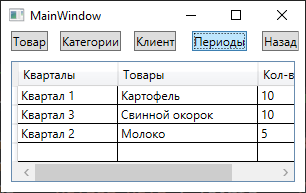 MainWindow
Товар Категории Клиент Периоды Назад
Кварталы Товары Кол-в
Квартал 1 Картофель 10
Квартал 3 Свинной окорок 10
Квартал 2 Молоко 5